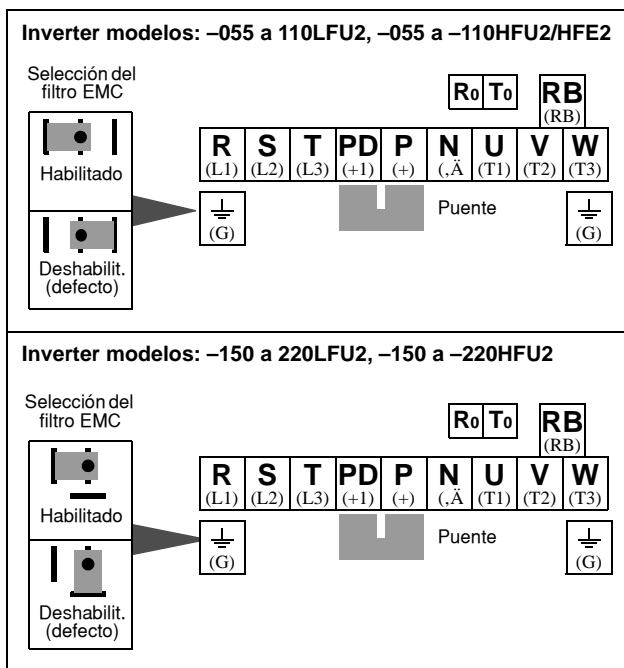 Inverter modelos: –055 a 110LFU2, –055 a –110HFU2/HFE2
Selección del
filtro EMC
Habilitado
Deshabilit.
(defecto)
R0 T0 RB
(RB)
R S T PD P N U V W
(L1) (L2) (L3) (+1) (+) (,Ä (T1) (T2) (T3)
(G)
Puente
(G)
Inverter modelos: –150 a 220LFU2, –150 a –220HFU2
Selección del
filtro EMC
Habilitado
Deshabilit.
(defecto)
R0 T0 RB
(RB)
R S T PD P N U V W
(L1) (L2) (L3) (+1) (+) (,Ä (T1) (T2) (T3)
(G)
Puente
(G)